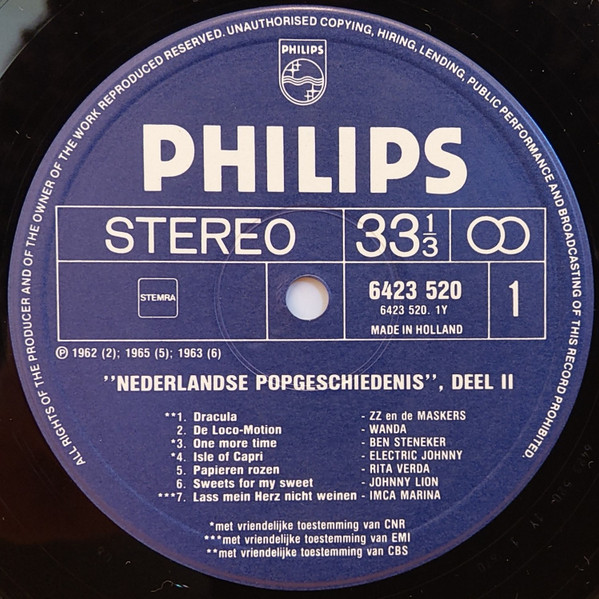 ALL RIGHTS OF THE PRODUCER AND OF THE OWNER OF THE WORK REPRODUCED RESERVED. UNAUTHORISED COPYING, HIRING, LENDING, PUBLIC PERFORMANCE AND BROADCASTING OF THIS RECORD PROHIBITED.
PHILIPS
PHILIPS
STEREO 33 1/3
STEMRA
6423 520
6423 520. 1Y
MADE IN HOLLAND
1
℗ 1962 (2); 1965 (5); 1963 (6)
''NEDERLANDSE POPGESCHIEDENIS'', DEEL II
**1. Dracula - ZZ en de MASKERS
2. De Loco-Motion - WANDA
*3. One more time - BEN STENEKER
*4. Isle of Capri - ELECTRIC JOHNNY
5. Papieren rozen - RITA VERDA
6. Sweets for my sweet - JOHNNY LION
***7. Lass mein Herz nicht weinen - IMCA MARINA
*met vriendelijke toestemming van CNR
***met vriendelijke toestemming van EMI
**met vriendelijke toestemming van CBS